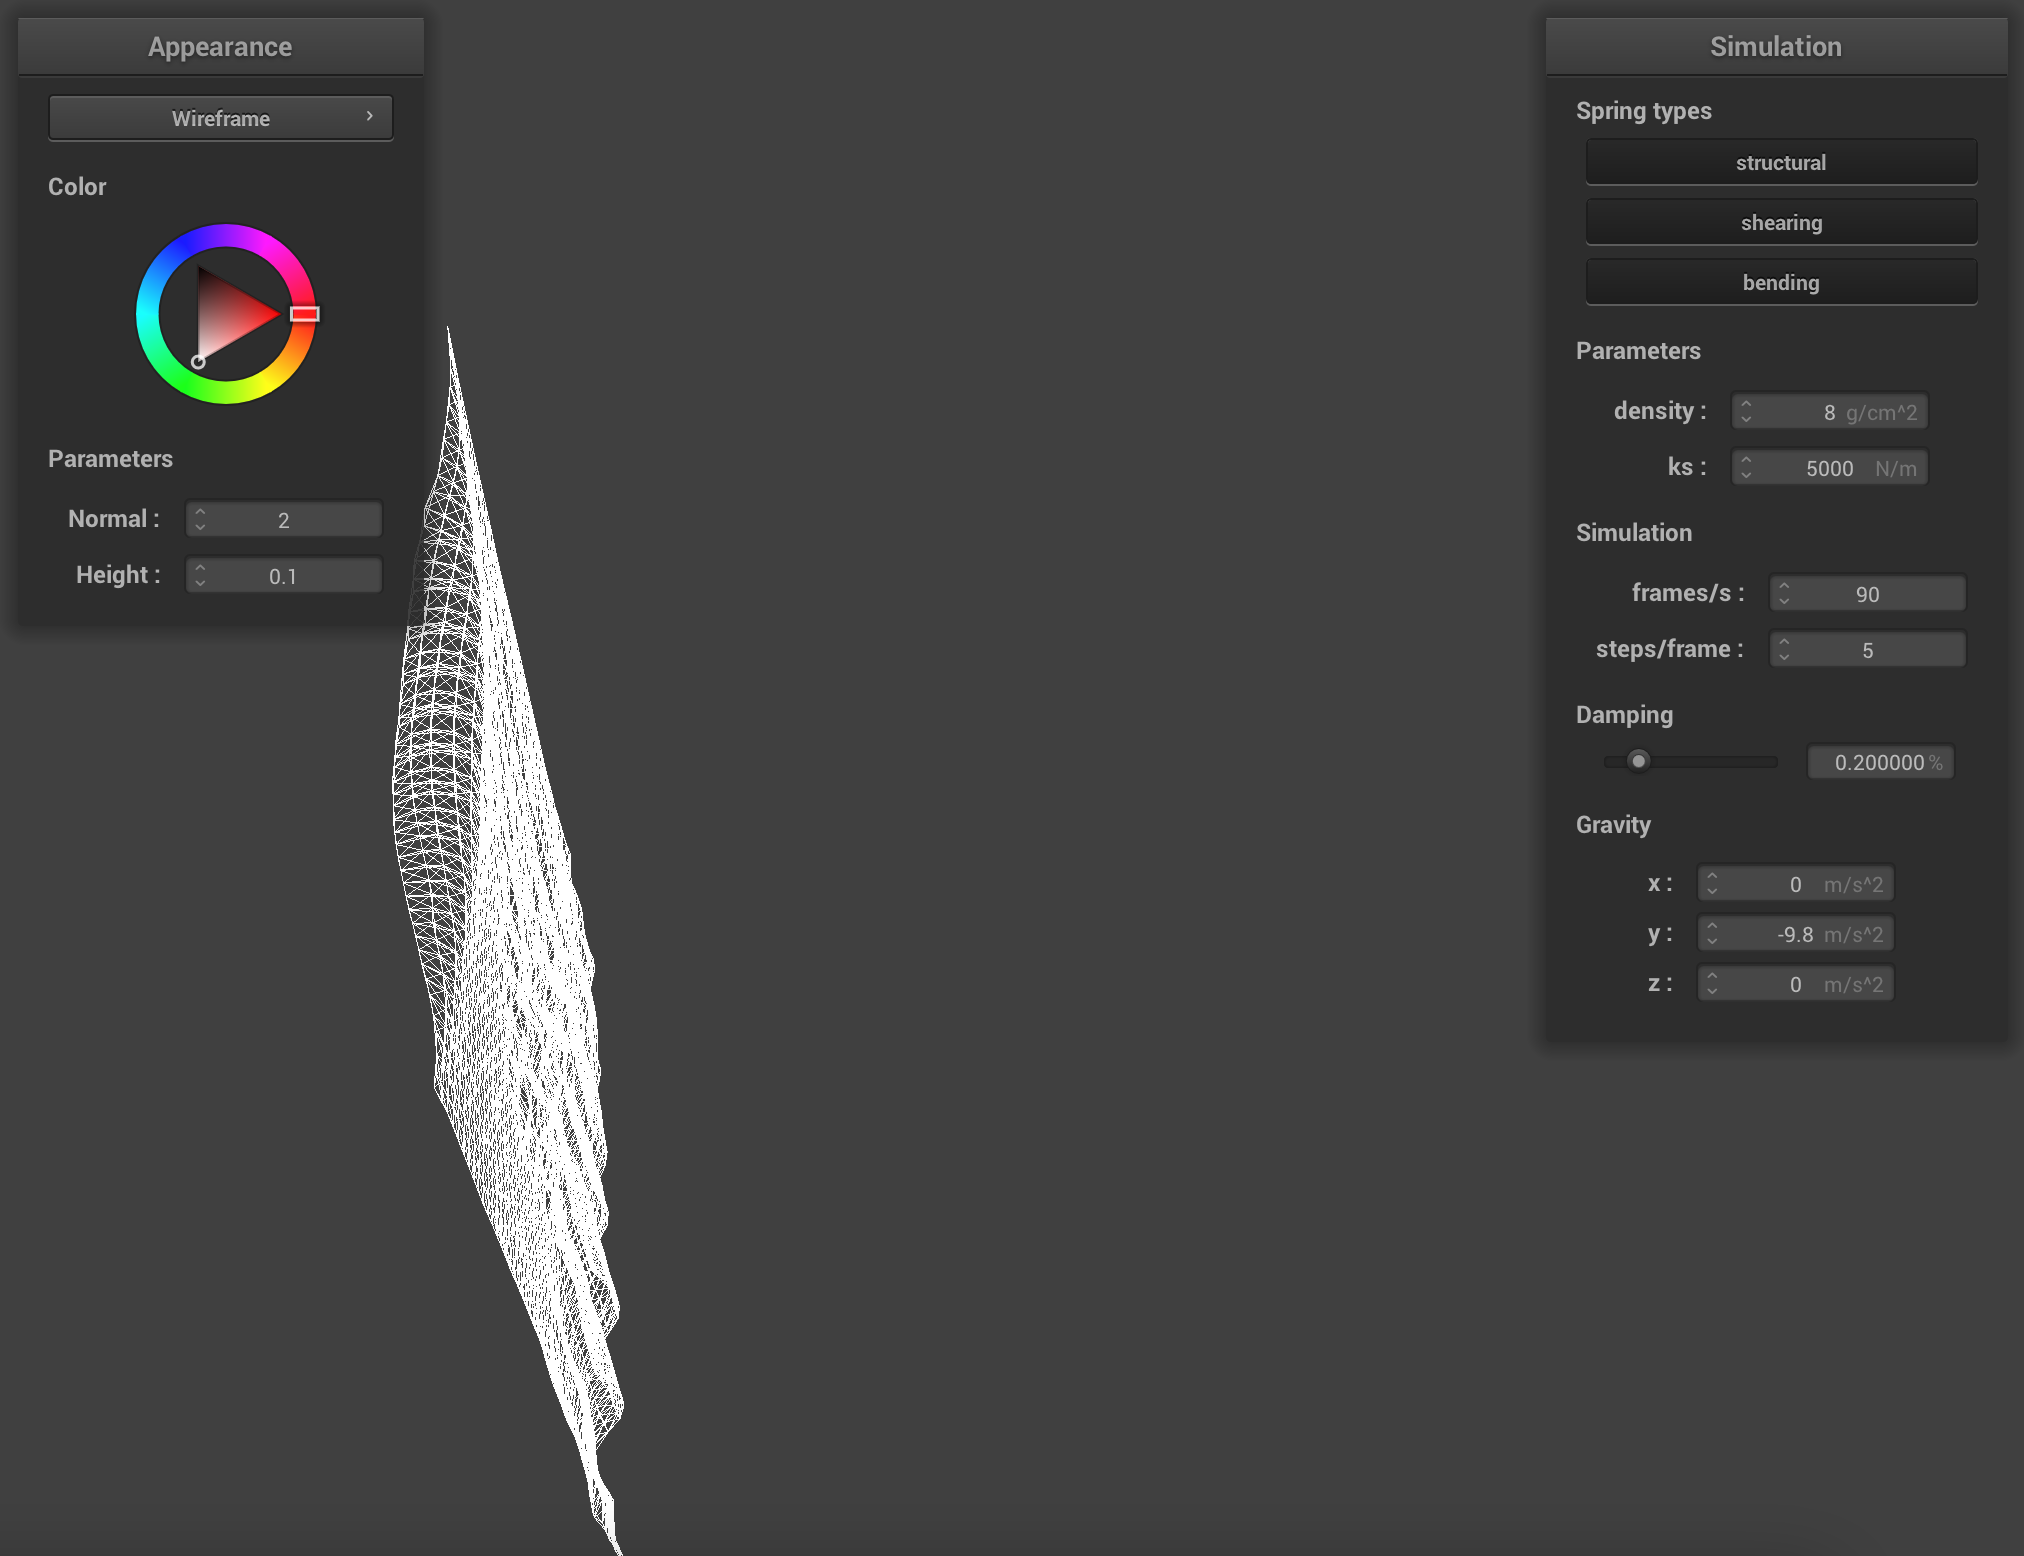 Appearance
Wireframe
Color
Parameters
Normal : 2
Height : 0.1
Simulation
Spring types
structural
shearing
bending
Parameters
density : 8 g/cm^2
ks : 5000 N/m
Simulation
frames/s : 90
steps/frame : 5
Damping
0.200000 %
Gravity
x : 0 m/s^2
y : -9.8 m/s^2
z : 0 m/s^2